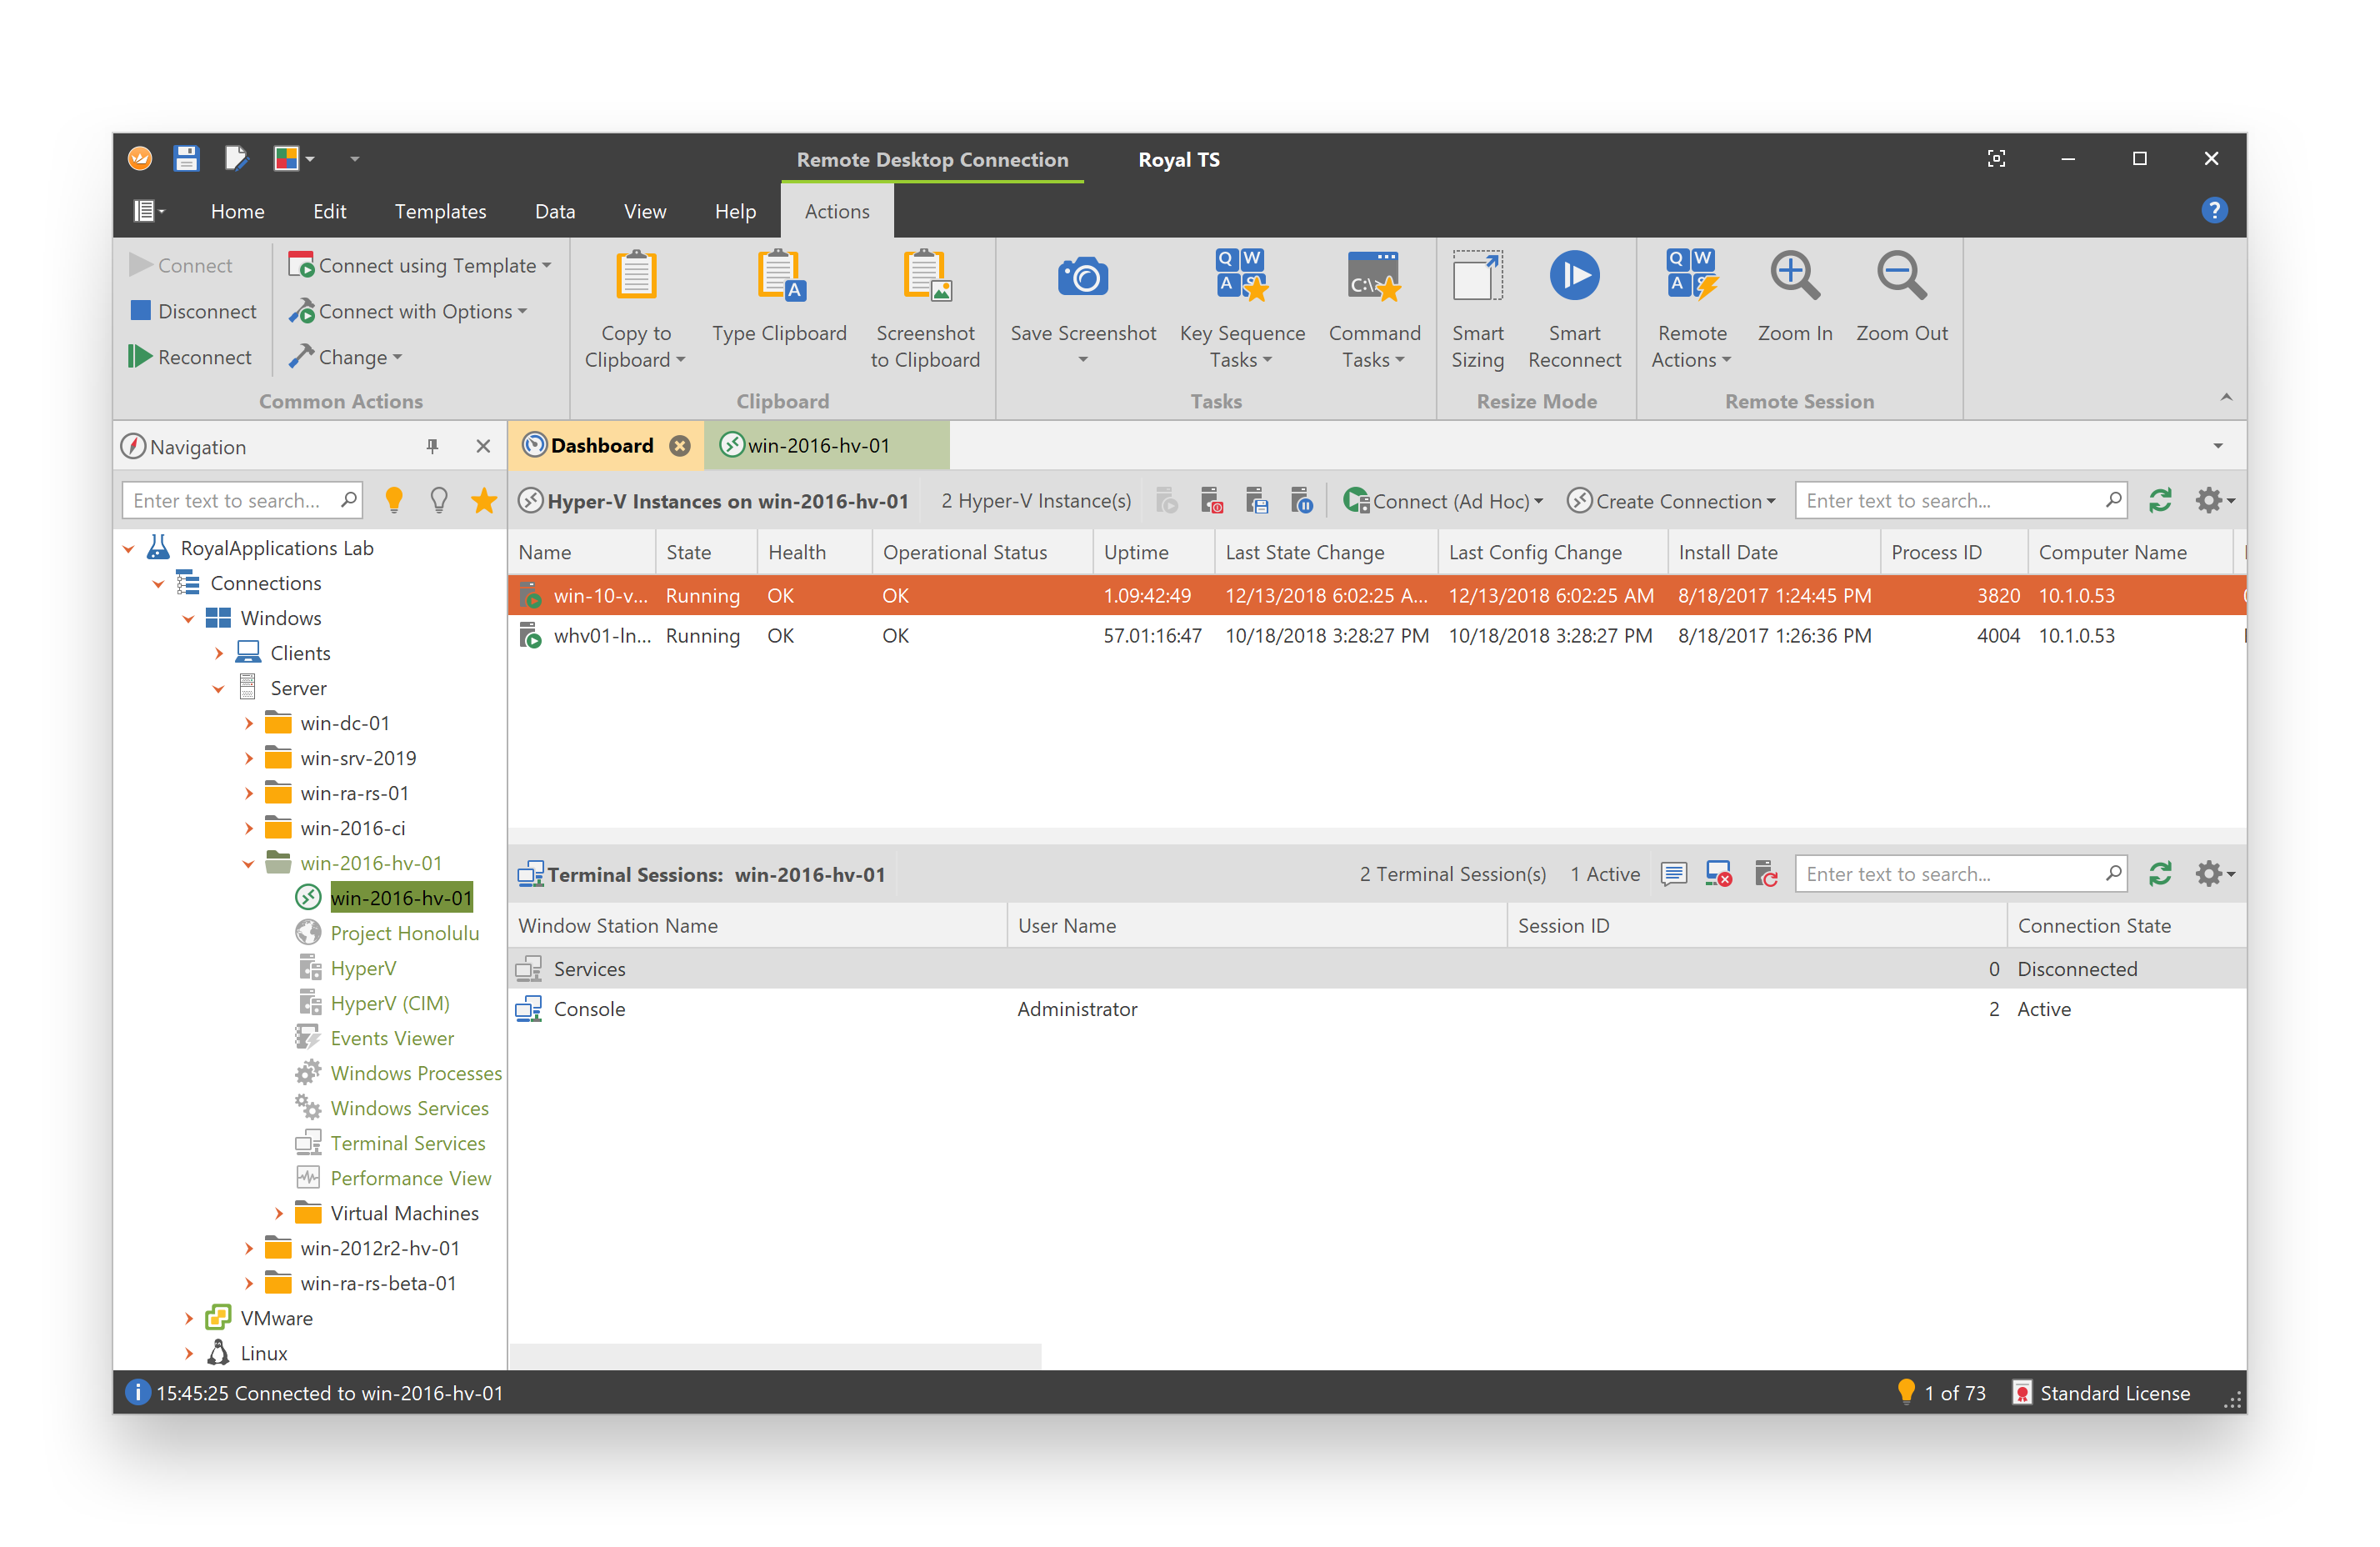 Remote Desktop Connection Royal TS
Home Edit Templates Data View Help Actions ?
Connect
Disconnect
Reconnect
Connect using Template
Connect with Options
Change
Common Actions
Copy to
Clipboard
Type Clipboard
Screenshot
to Clipboard
Clipboard
Save Screenshot
Key Sequence
Tasks
Command
Tasks
Tasks
Smart
Sizing
Smart
Reconnect
Resize Mode
Remote
Actions
Zoom In
Zoom Out
Remote Session
Navigation
Enter text to search...
RoyalApplications Lab
Connections
Windows
Clients
Server
win-dc-01
win-srv-2019
win-ra-rs-01
win-2016-ci
win-2016-hv-01
win-2016-hv-01
Project Honolulu
HyperV
HyperV (CIM)
Events Viewer
Windows Processes
Windows Services
Terminal Services
Performance View
Virtual Machines
win-2012r2-hv-01
win-ra-rs-beta-01
VMware
Linux
Dashboard win-2016-hv-01
Hyper-V Instances on win-2016-hv-01 2 Hyper-V Instance(s) Connect (Ad Hoc) Create Connection Enter text to search...
Name State Health Operational Status Uptime Last State Change Last Config Change Install Date Process ID Computer Name
win-10-v... Running OK OK 1.09:42:49 12/13/2018 6:02:25 A... 12/13/2018 6:02:25 AM 8/18/2017 1:24:45 PM 3820 10.1.0.53
whv01-ln... Running OK OK 57.01:16:47 10/18/2018 3:28:27 PM 10/18/2018 3:28:27 PM 8/18/2017 1:26:36 PM 4004 10.1.0.53
Terminal Sessions: win-2016-hv-01 2 Terminal Session(s) 1 Active Enter text to search...
Window Station Name User Name Session ID Connection State
Services 0 Disconnected
Console Administrator 2 Active
15:45:25 Connected to win-2016-hv-01 1 of 73 Standard License